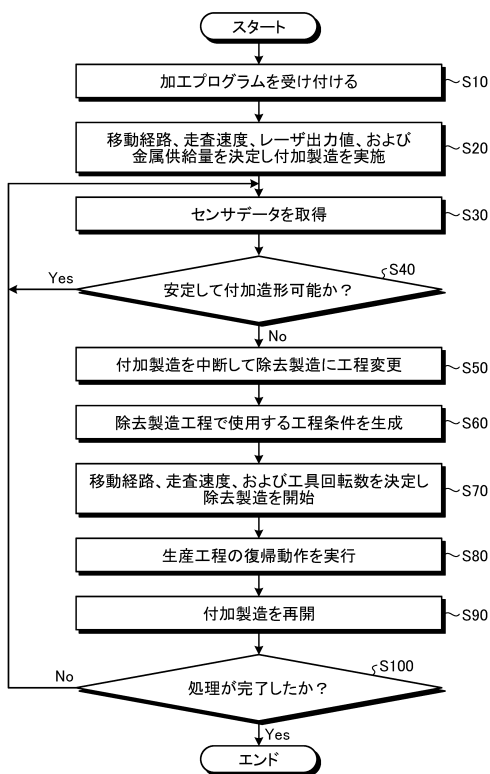 スタート
加工プログラムを受け付ける
S10
移動経路、走査速度、レーザ出力値、および
金属供給量を決定し付加製造を実施
S20
センサデータを取得
S30
S40
Yes
安定して付加造形可能か？
No
付加製造を中断して除去製造に工程変更
S50
除去製造工程で使用する工程条件を生成
S60
移動経路、走査速度、および工具回転数を決定し
除去製造を開始
S70
生産工程の復帰動作を実行
S80
付加製造を再開
S90
S100
No
処理が完了したか？
Yes
エンド